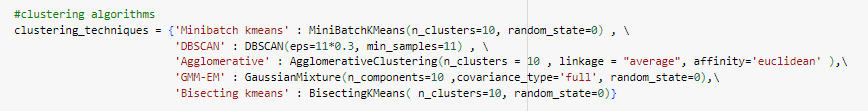 #clustering algorithms
clustering_techniques = {'Minibatch kmeans' : MiniBatchKMeans(n_clusters=10, random_state=0) , \
'DBSCAN' : DBSCAN(eps=11*0.3, min_samples=11) , \
'Agglomerative' : AgglomerativeClustering(n_clusters = 10 , linkage = "average", affinity='euclidean' ),\
'GMM-EM' : GaussianMixture(n_components=10 ,covariance_type='full', random_state=0),\
'Bisecting kmeans' : BisectingKMeans( n_clusters=10, random_state=0)}